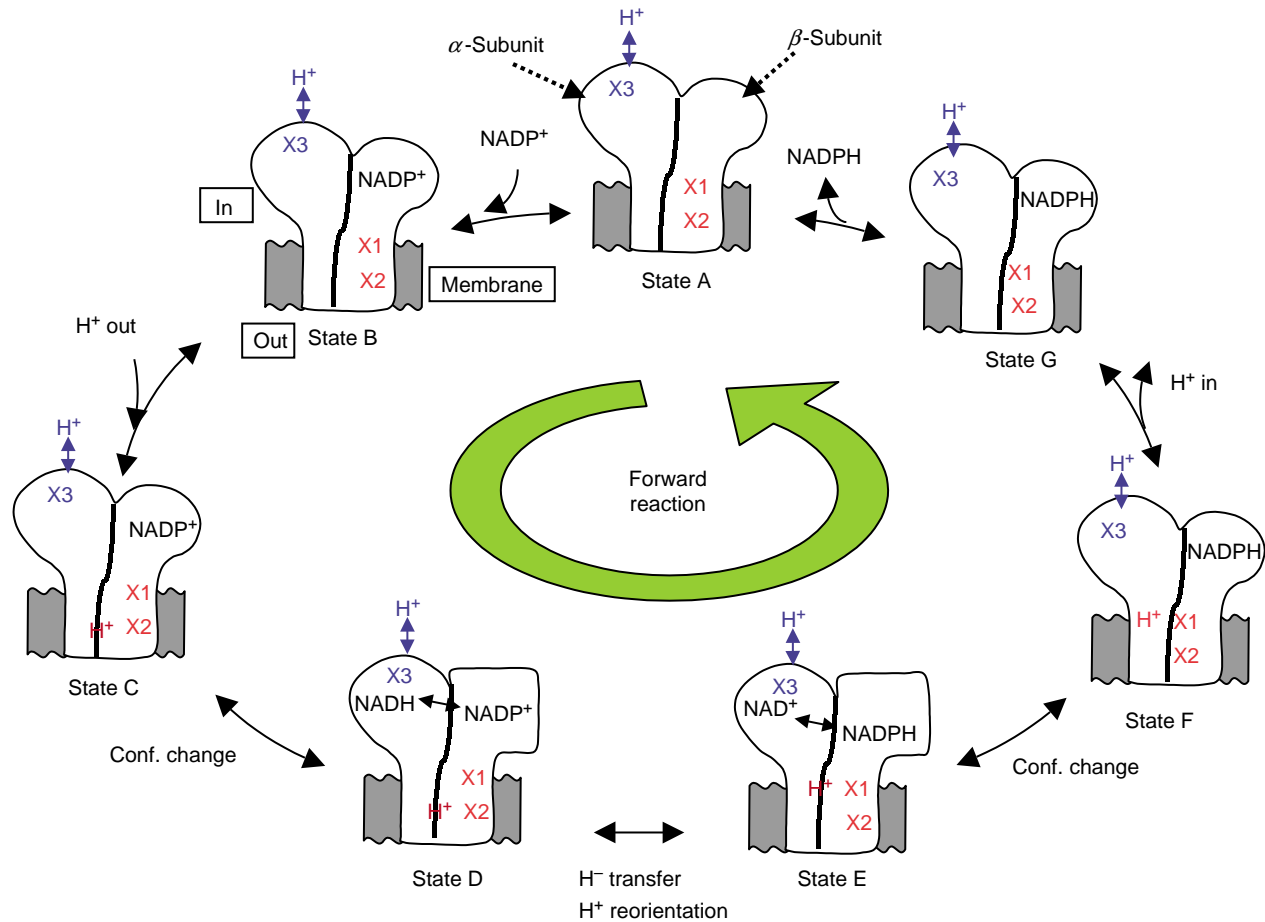 H⁺
α-Subunit
β-Subunit
X3
NADP⁺
NADPH
X1
X2
State A
H⁺
X3
NADP⁺
In
X1
X2
Membrane
Out
State B
H⁺
X3
NADPH
X1
X2
State G
H⁺ out
H⁺ in
H⁺
X3
NADP⁺
X1
H⁺
X2
State C
Forward
reaction
H⁺
X3
NADPH
H⁺
X1
X2
State F
Conf. change
H⁺
X3
NADH
NADP⁺
X1
H⁺
X2
State D
H⁻ transfer
H⁺ reorientation
H⁺
X3
NAD⁺
NADPH
H⁺
X1
X2
State E
Conf. change